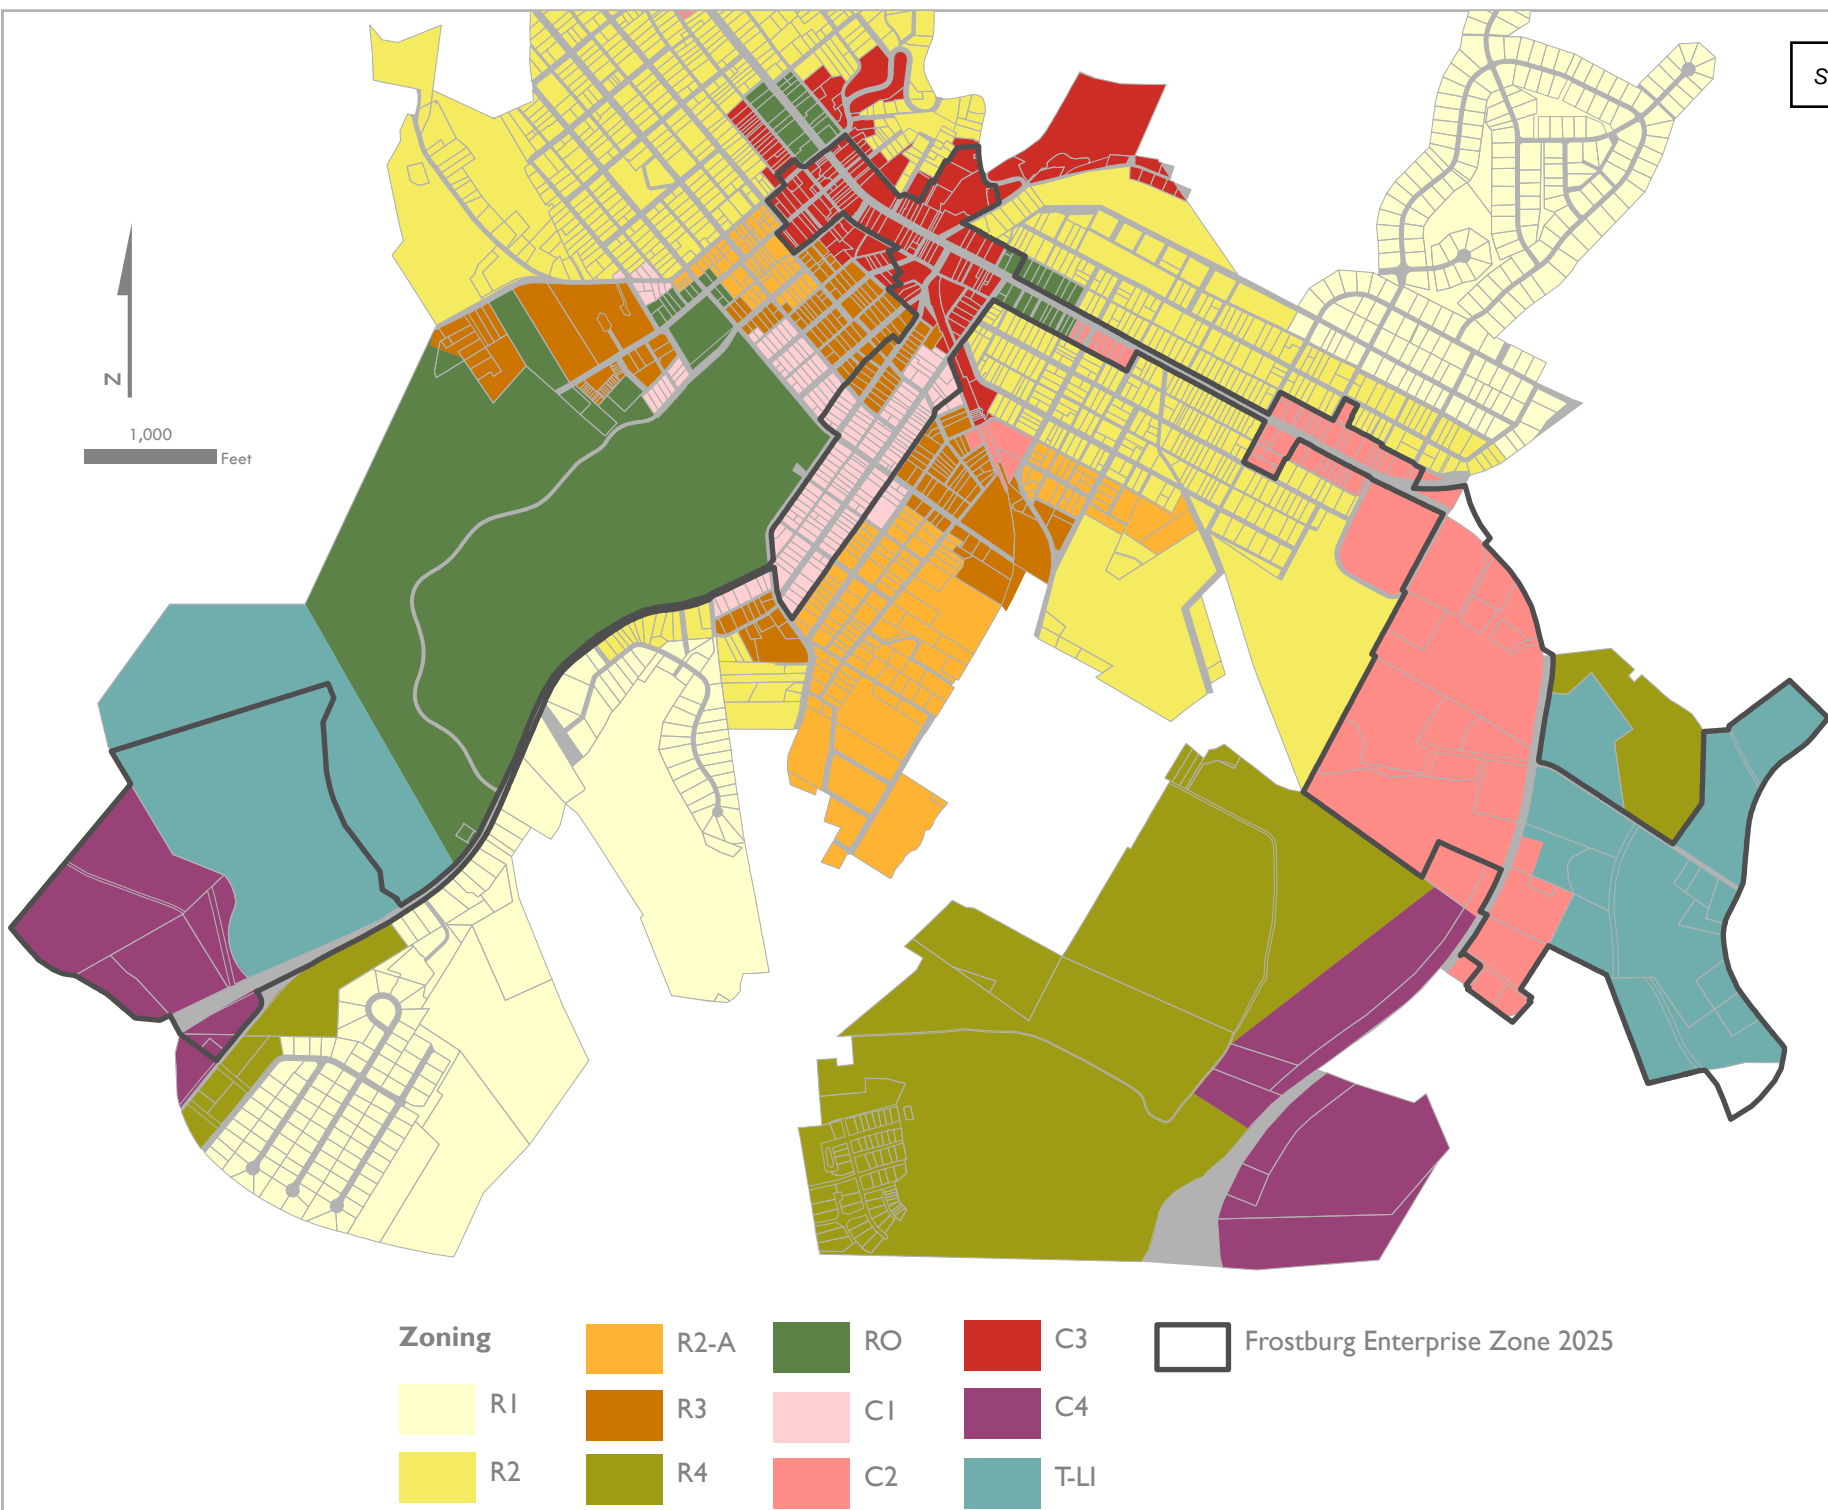 S
N
1,000
Feet
Zoning
R1
R2
R2-A
R3
R4
RO
C1
C2
C3
C4
T-LI
Frostburg Enterprise Zone 2025